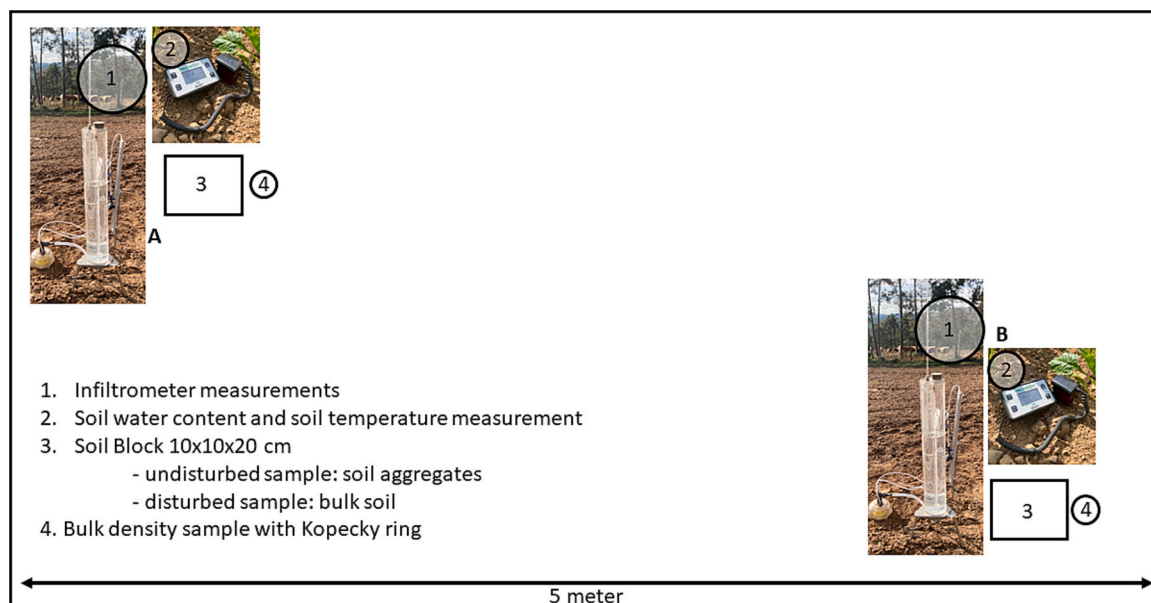 1
2
3
4
A
1
B
2
3
4
1. Infiltrometer measurements
2. Soil water content and soil temperature measurement
3. Soil Block 10x10x20 cm
- undisturbed sample: soil aggregates
- disturbed sample: bulk soil
4. Bulk density sample with Kopecky ring
5 meter